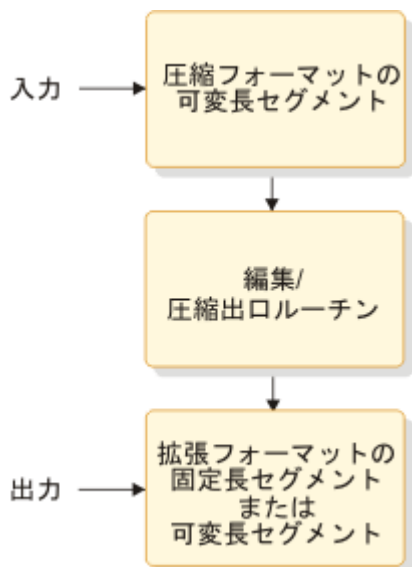 入力
圧縮フォーマットの
可変長セグメント
編集/
圧縮出口ルーチン
出力
拡張フォーマットの
固定長セグメント
または
可変長セグメント